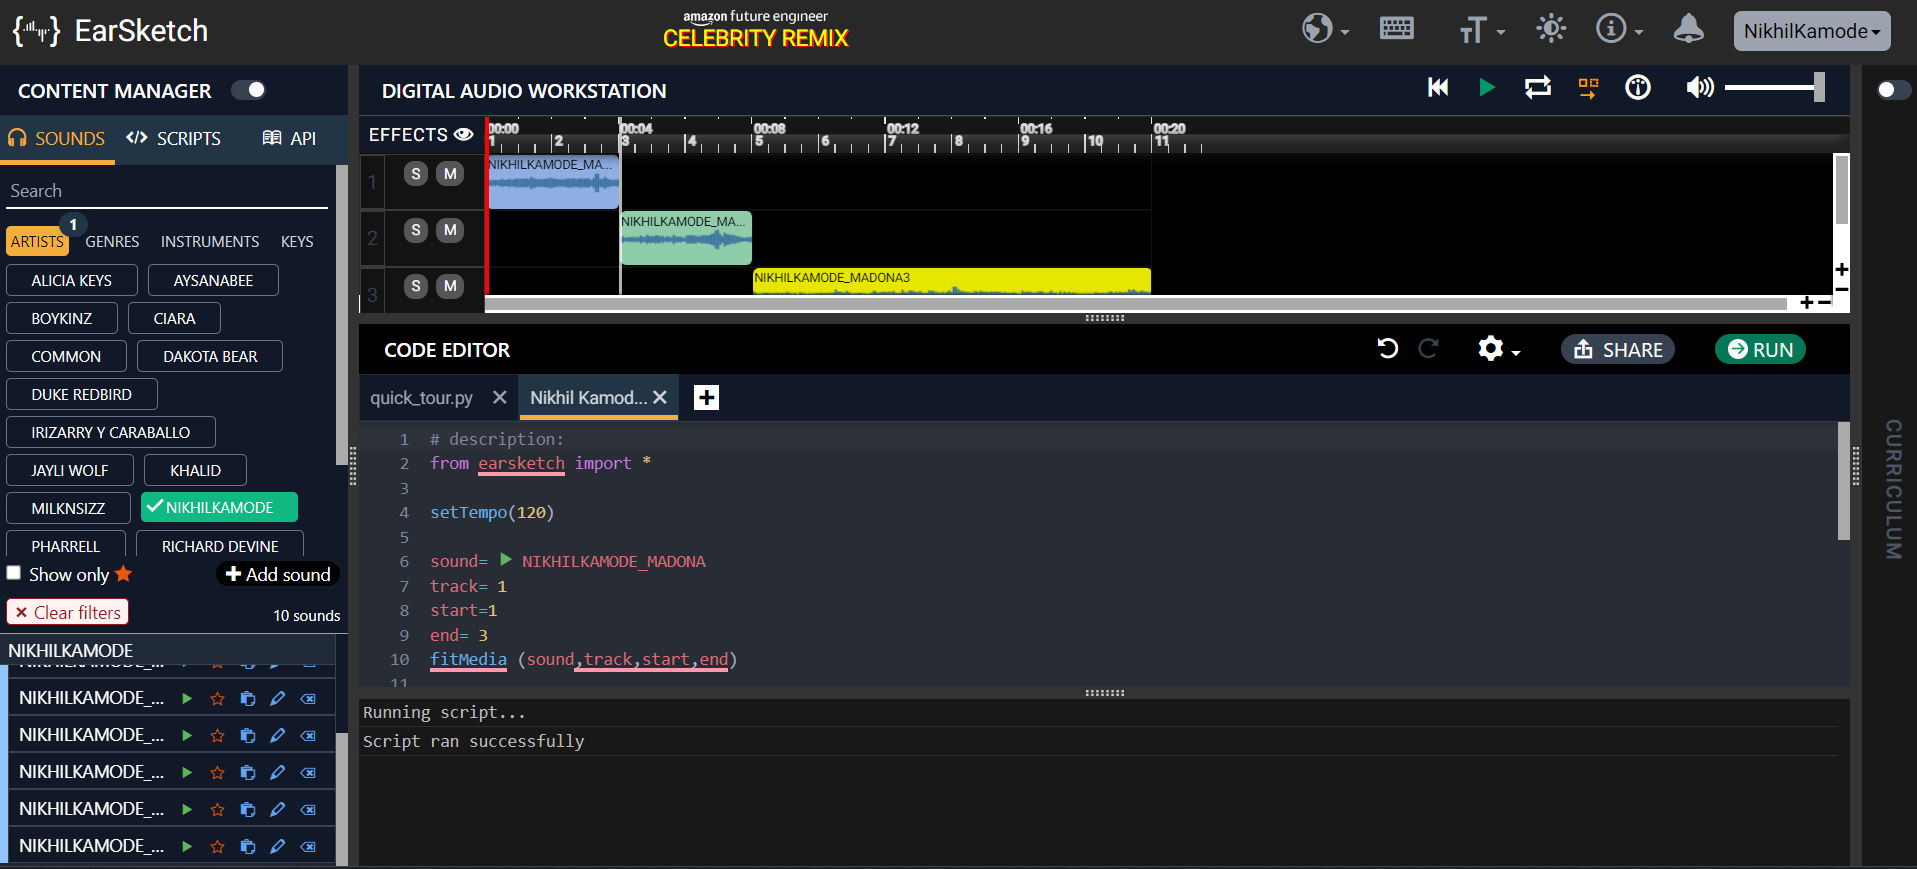 EarSketch
amazon future engineer
CELEBRITY REMIX
NikhilKamode
CONTENT MANAGER
SOUNDS
SCRIPTS
API
Search
1
ARTISTS
GENRES
INSTRUMENTS
KEYS
ALICIA KEYS
AYSANABEE
BOYKINZ
CIARA
COMMON
DAKOTA BEAR
DUKE REDBIRD
IRIZARRY Y CARABALLO
JAYLI WOLF
KHALID
MILKNSIZZ
NIKHILKAMODE
PHARRELL
RICHARD DEVINE
Show only
Add sound
Clear filters
10 sounds
NIKHILKAMODE
NIKHILKAMODE_...
NIKHILKAMODE_...
NIKHILKAMODE_...
NIKHILKAMODE_...
NIKHILKAMODE_...
NIKHILKAMODE_...
DIGITAL AUDIO WORKSTATION
EFFECTS
00:00 00:04 00:08 00:12 00:16 00:20
1 2 3 4 5 6 7 8 9 10 11
1 S M NIKHILKAMODE_MA...
2 S M NIKHILKAMODE_MA...
3 S M NIKHILKAMODE_MADONA3
CODE EDITOR
SHARE
RUN
quick_tour.py
Nikhil Kamod...
1 # description:
2 from earsketch import *
3
4 setTempo(120)
5
6 sound= NIKHILKAMODE_MADONA
7 track= 1
8 start=1
9 end= 3
10 fitMedia (sound,track,start,end)
11
Running script...
Script ran successfully
CURRICULUM